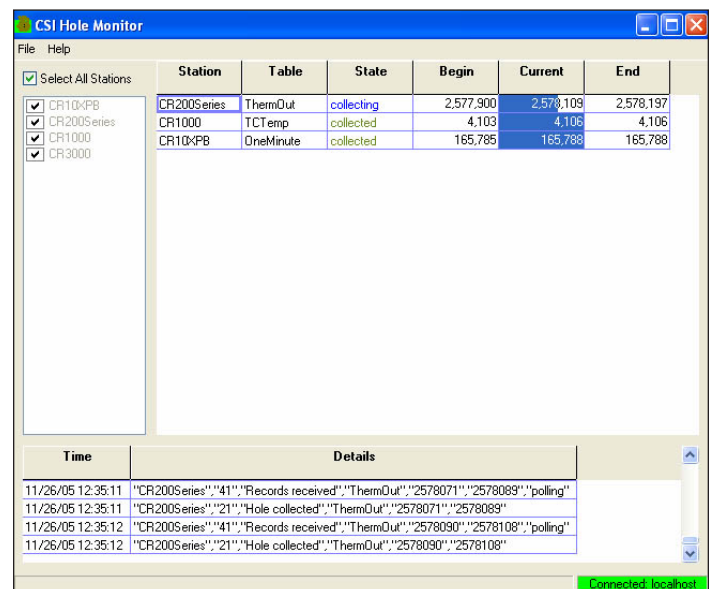 CSI Hole Monitor
File Help
Select All Stations
CR10XPB
CR200Series
CR1000
CR3000
Station Table State Begin Current End
CR200Series ThermOut collecting 2,577,900 2,578,109 2,578,197
CR1000 TCTemp collected 4,103 4,106 4,106
CR10XPB OneMinute collected 165,785 165,788 165,788
Time Details
11/26/05 12:35:11 "CR200Series","41","Records received","ThermOut","2578071","2578089","polling"
11/26/05 12:35:11 "CR200Series","21","Hole collected","ThermOut","2578071","2578089"
11/26/05 12:35:12 "CR200Series","41","Records received","ThermOut","2578090","2578108","polling"
11/26/05 12:35:12 "CR200Series","21","Hole collected","ThermOut","2578090","2578108"
Connected: localhost